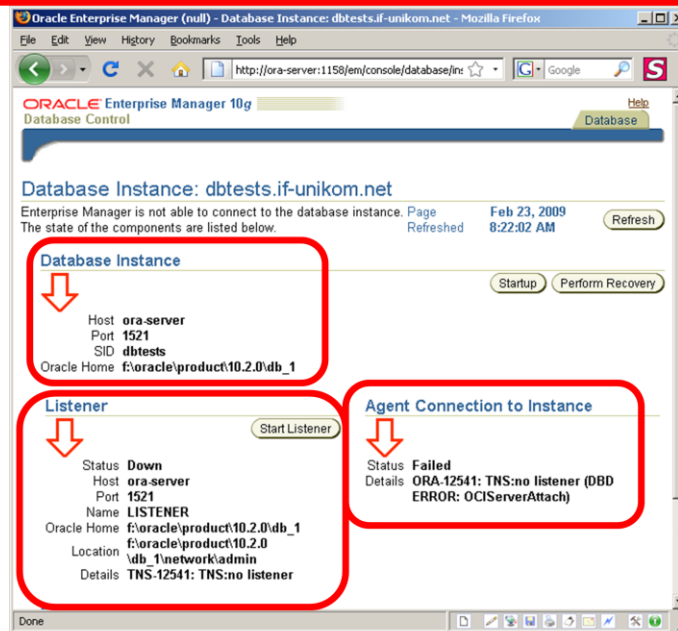 Oracle Enterprise Manager (null) - Database Instance: dbtests.if-unikom.net - Mozilla Firefox
File Edit View History Bookmarks Tools Help
http://ora-server:1158/em/console/database/in: G Google S
ORACLE Enterprise Manager 10g
Database Control
Help
Database
Database Instance: dbtests.if-unikom.net
Enterprise Manager is not able to connect to the database instance.
The state of the components are listed below.
Page Refreshed Feb 23, 2009 8:22:02 AM
Refresh
Database Instance
Startup Perform Recovery
Host ora-server
Port 1521
SID dbtests
Oracle Home f:\oracle\product\10.2.0\db_1
Listener
Start Listener
Status Down
Host ora-server
Port 1521
Name LISTENER
Oracle Home f:\oracle\product\10.2.0\db_1
Location f:\oracle\product\10.2.0
\db_1\network\admin
Details TNS-12541: TNS:no listener
Agent Connection to Instance
Status Failed
Details ORA-12541: TNS:no listener (DBD
ERROR: OCIServerAttach)
Done